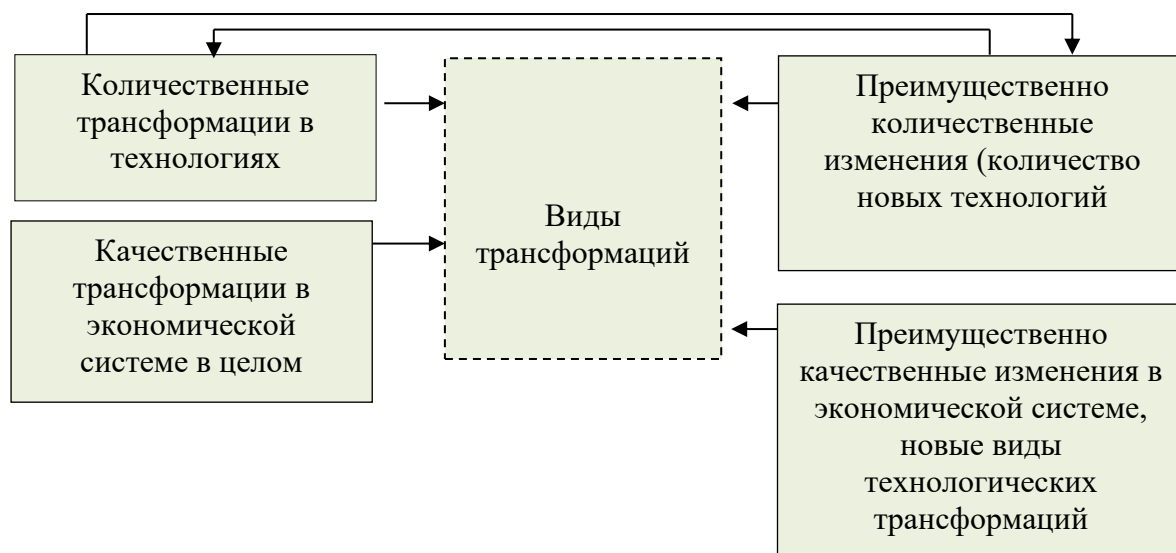 Количественные
трансформации в
технологиях
Качественные
трансформации в
экономической
системе в целом
Виды
трансформаций
Преимущественно
количественные
изменения (количество
новых технологий
Преимущественно
качественные изменения в
экономической системе,
новые виды
технологических
трансформаций